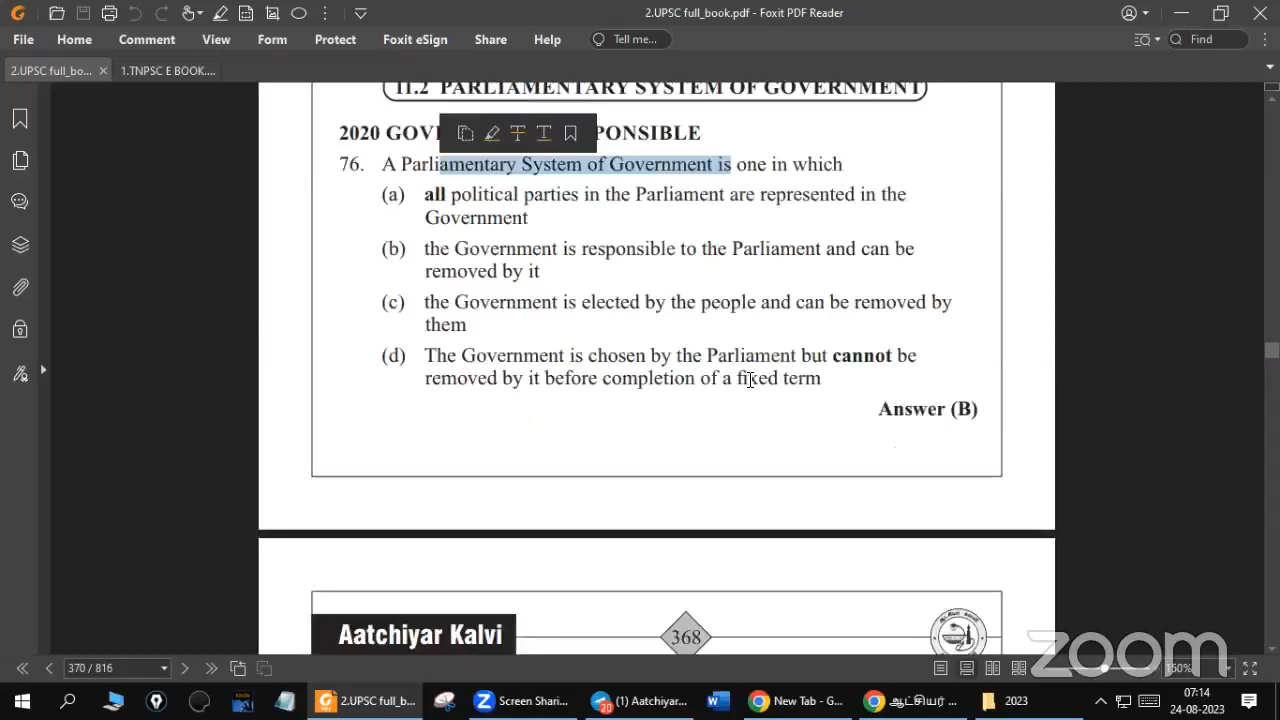 2.UPSC full_book.pdf - Foxit PDF Reader
File Home Comment View Form Protect Foxit eSign Share Help Tell me... Find
2.UPSC full_bo... 1.TNPSC E BOOK....
11.2 PARLIAMENTARY SYSTEM OF GOVERNMENT
2020 GOV PONSIBLE
76. A Parliamentary System of Government is one in which
(a) all political parties in the Parliament are represented in the
Government
(b) the Government is responsible to the Parliament and can be
removed by it
(c) the Government is elected by the people and can be removed by
them
(d) The Government is chosen by the Parliament but cannot be
removed by it before completion of a fixed term
Answer (B)
Aatchiyar Kalvi 368
zoom
370 / 816 160%
2.UPSC full_b... Screen Shari... 20 (1) Aatchiyar... New Tab - G... ஆட்சியர் ... 2023
07:14
24-08-2023